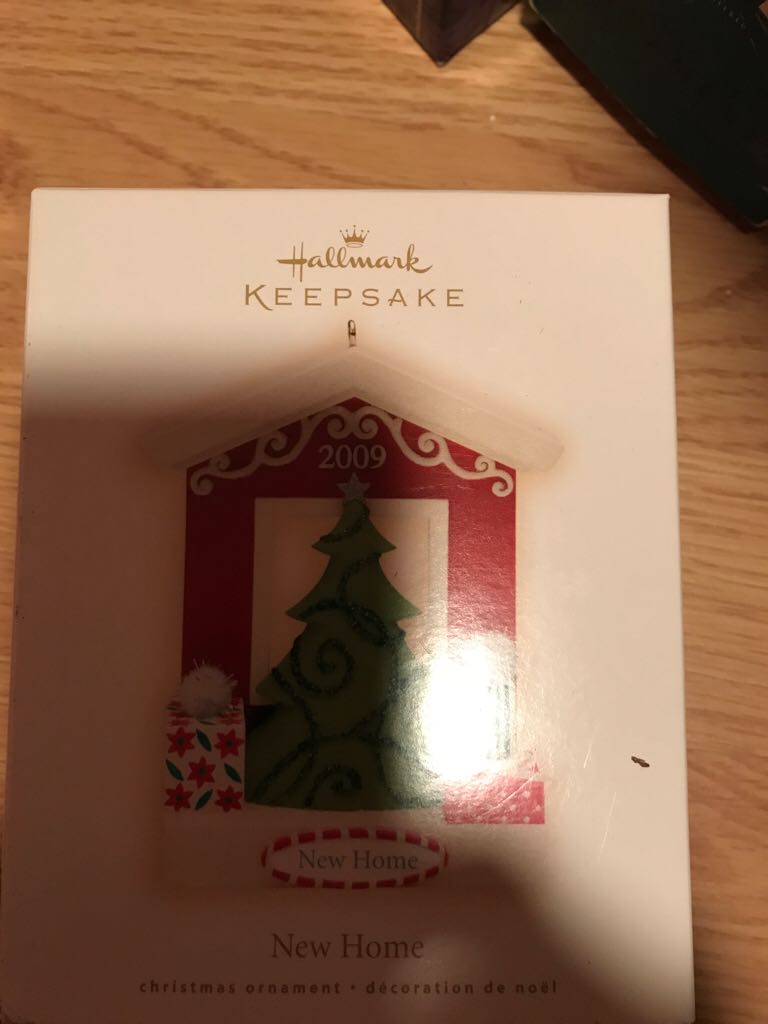 Hallmark
KEEPSAKE
2009
New Home
New Home
christmas ornament • décoration de noël